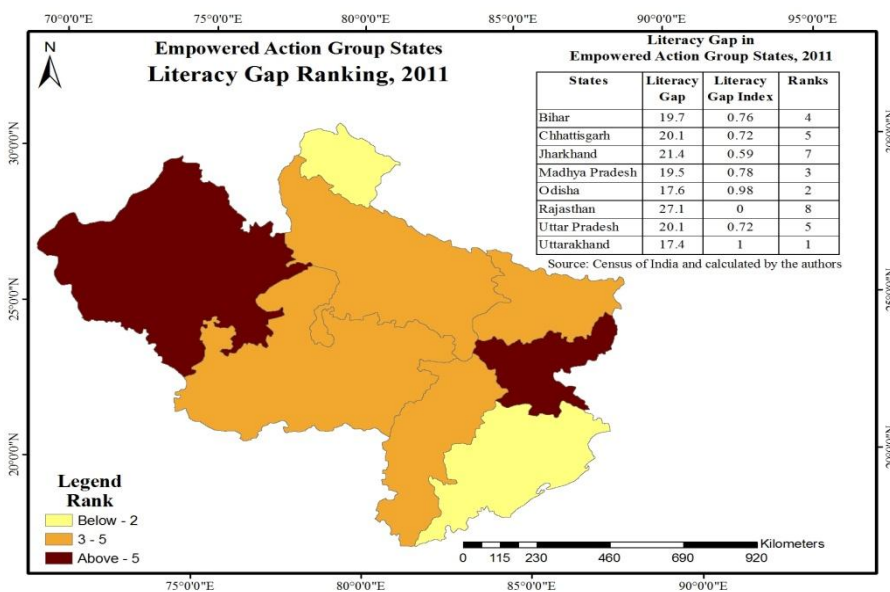 70°0'0"E 75°0'0"E 80°0'0"E 85°0'0"E 90°0'0"E 95°0'0"E
N
Empowered Action Group States
Literacy Gap Ranking, 2011
Literacy Gap in
Empowered Action Group States, 2011
States Literacy Gap Literacy Gap Index Ranks
Bihar 19.7 0.76 4
Chhattisgarh 20.1 0.72 5
Jharkhand 21.4 0.59 7
Madhya Pradesh 19.5 0.78 3
Odisha 17.6 0.98 2
Rajasthan 27.1 0 8
Uttar Pradesh 20.1 0.72 5
Uttarakhand 17.4 1 1
Source: Census of India and calculated by the authors
30°0'0"N
25°0'0"N
20°0'0"N
Legend
Rank
Below - 2
3 - 5
Above - 5
Kilometers
0 115 230 460 690 920
75°0'0"E 80°0'0"E 85°0'0"E 90°0'0"E